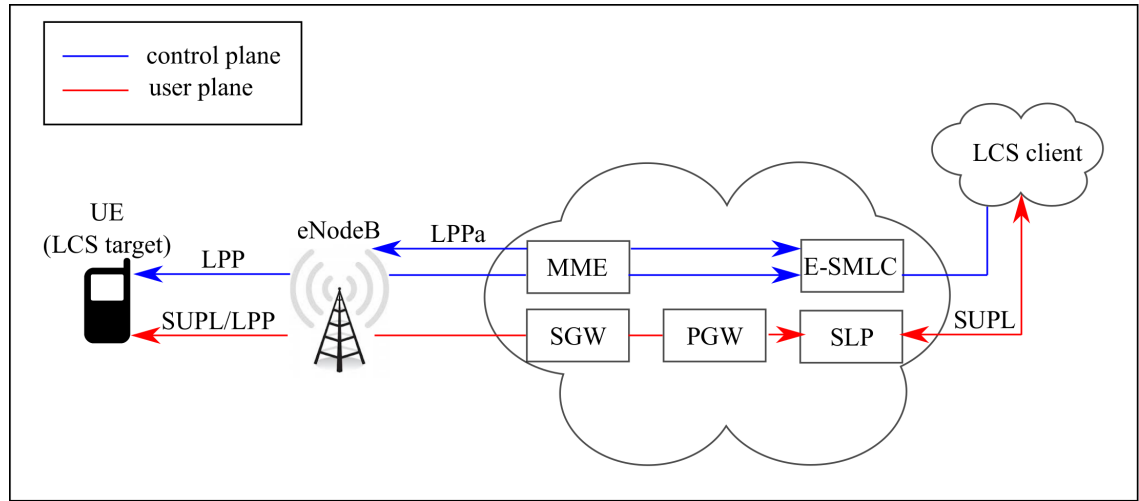 control plane
user plane
LCS client
UE
(LCS target)
eNodeB
LPPa
LPP
MME
E-SMLC
SUPL/LPP
SGW
PGW
SLP
SUPL